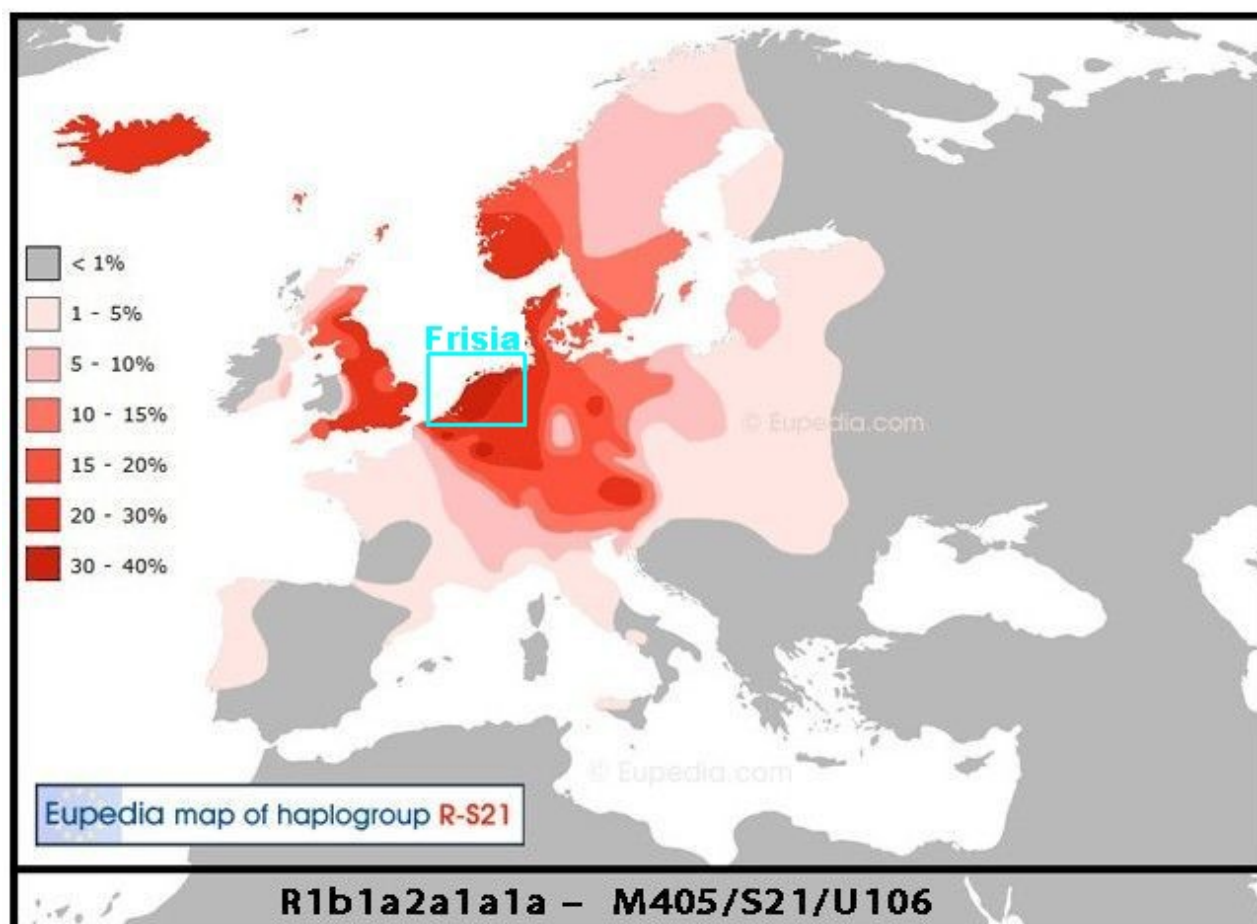 < 1%
1 - 5%
5 - 10%
10 - 15%
15 - 20%
20 - 30%
30 - 40%
Frisia
© Eupedia.com
© Eupedia.com
Eupedia map of haplogroup R-S21
R1b1a2a1a1a – M405/S21/U106